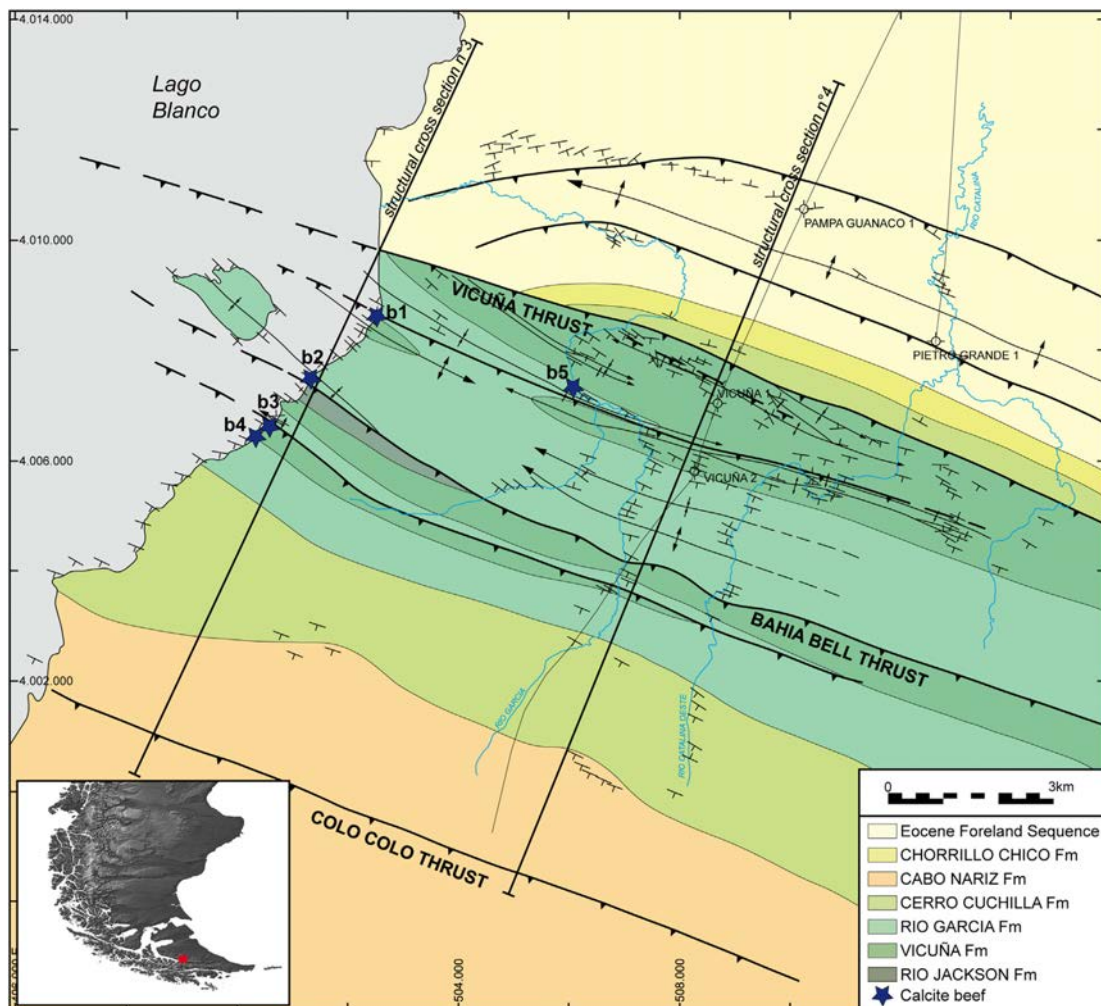 4.014.000
Lago
Blanco
structural cross section n°3
structural cross section n°4
RIO CATALINA
PAMPA GUANACO 1
4.010.000
VICUÑA THRUST
b1
PIETRO GRANDE 1
b2
b5
VICUÑA 1
b3
b4
4.006.000
VICUÑA 2
BAHIA BELL THRUST
4.002.000
RIO GARCIA
RIO CATALINA OESTE
COLO COLO THRUST
0
3km
Eocene Foreland Sequence
CHORRILLO CHICO Fm
CABO NARIZ Fm
CERRO CUCHILLA Fm
RIO GARCIA Fm
VICUÑA Fm
RIO JACKSON Fm
Calcite beef
504.000
508.000